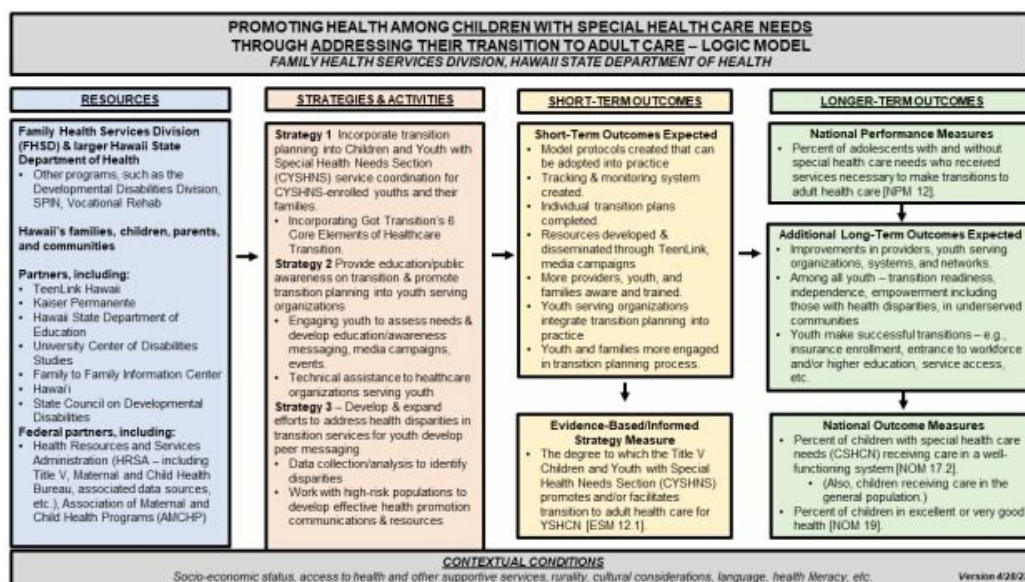 PROMOTING HEALTH AMONG CHILDREN WITH SPECIAL HEALTH CARE NEEDS
THROUGH ADDRESSING THEIR TRANSITION TO ADULT CARE – LOGIC MODEL
FAMILY HEALTH SERVICES DIVISION, HAWAII STATE DEPARTMENT OF HEALTH
RESOURCES
Family Health Services Division
(FHSD) & larger Hawaii State
Department of Health
• Other programs, such as the
Developmental Disabilities Division,
SPIN, Vocational Rehab
Hawaii's families, children, parents,
and communities
Partners, including:
• TeenLink Hawaii
• Kaiser Permanente
• Hawaii State Department of
Education
• University Center of Disabilities
Studies
• Family to Family Information Center
• Hawai'i
• State Council on Developmental
Disabilities
Federal partners, including:
• Health Resources and Services
Administration (HRSA – including
Title V, Maternal and Child Health
Bureau, associated data sources,
etc.), Association of Maternal and
Child Health Programs (AMCHP)
STRATEGIES & ACTIVITIES
Strategy 1 Incorporate transition
planning into Children and Youth with
Special Health Needs Section
(CYSHNS) service coordination for
CYSHNS-enrolled youths and their
families.
• Incorporating Got Transition's 6
Core Elements of Healthcare
Transition.
Strategy 2 Provide education/public
awareness on transition & promote
transition planning into youth serving
organizations
• Engaging youth to assess needs &
develop education/awareness
messaging, media campaigns,
events.
• Technical assistance to healthcare
organizations serving youth
Strategy 3 – Develop & expand
efforts to address health disparities in
transition services for youth develop
peer messaging
• Data collection/analysis to identify
disparities
• Work with high-risk populations to
develop effective health promotion
communications & resources
SHORT-TERM OUTCOMES
Short-Term Outcomes Expected
• Model protocols created that can
be adopted into practice
• Tracking & monitoring system
created.
• Individual transition plans
completed.
• Resources developed &
disseminated through TeenLink,
media campaigns
• More providers, youth, and
families aware and trained.
• Youth serving organizations
integrate transition planning into
practice
• Youth and families more engaged
in transition planning process.
Evidence-Based/Informed
Strategy Measure
• The degree to which the Title V
Children and Youth with Special
Health Needs Section (CYSHNS)
promotes and/or facilitates
transition to adult health care for
YSHCN [ESM 12.1].
LONGER-TERM OUTCOMES
National Performance Measures
• Percent of adolescents with and without
special health care needs who received
services necessary to make transitions to
adult health care [NPM 12].
Additional Long-Term Outcomes Expected
• Improvements in providers, youth serving
organizations, systems, and networks.
• Among all youth – transition readiness,
independence, empowerment including
those with health disparities, in underserved
communities
• Youth make successful transitions – e.g.,
insurance enrollment, entrance to workforce
and/or higher education, service access,
etc.
National Outcome Measures
• Percent of children with special health care
needs (CSHCN) receiving care in a well-
functioning system [NOM 17.2].
• (Also, children receiving care in the
general population.)
• Percent of children in excellent or very good
health [NOM 19].
CONTEXTUAL CONDITIONS
Socio-economic status, access to health and other supportive services, rurality, cultural considerations, language, health literacy, etc.
Version